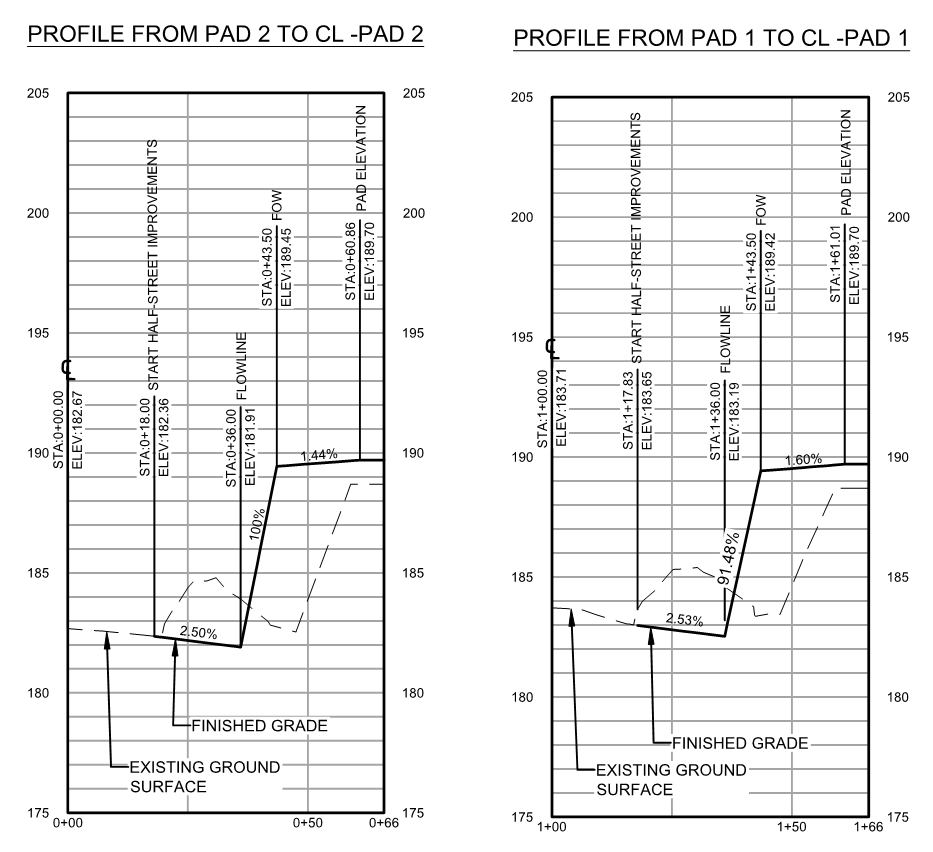 PROFILE FROM PAD 2 TO CL -PAD 2
205
205
200
200
195
195
190
190
185
185
180
180
175
175
0+00
0+50
0+66
STA:0+00.00
ELEV:182.67
START HALF-STREET IMPROVEMENTS
STA:0+18.00
ELEV:182.36
FLOWLINE
STA:0+36.00
ELEV:181.91
FOW
STA:0+43.50
ELEV:189.45
PAD ELEVATION
STA:0+60.86
ELEV:189.70
1.44%
100%
2.50%
FINISHED GRADE
EXISTING GROUND
SURFACE
PROFILE FROM PAD 1 TO CL -PAD 1
205
205
200
200
195
195
190
190
185
185
180
180
175
175
1+00
1+50
1+66
STA:1+00.00
ELEV:183.71
START HALF-STREET IMPROVEMENTS
STA:1+17.83
ELEV:183.65
FLOWLINE
STA:1+36.00
ELEV:183.19
FOW
STA:1+43.50
ELEV:189.42
PAD ELEVATION
STA:1+61.01
ELEV:189.70
1.60%
91.48%
2.53%
FINISHED GRADE
EXISTING GROUND
SURFACE